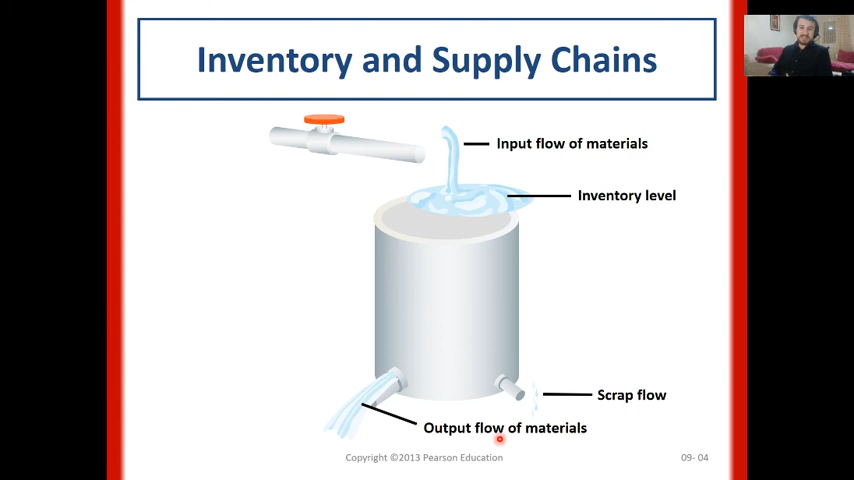 Inventory and Supply Chains
Input flow of materials
Inventory level
Scrap flow
Output flow of materials
Copyright ©2013 Pearson Education
09- 04